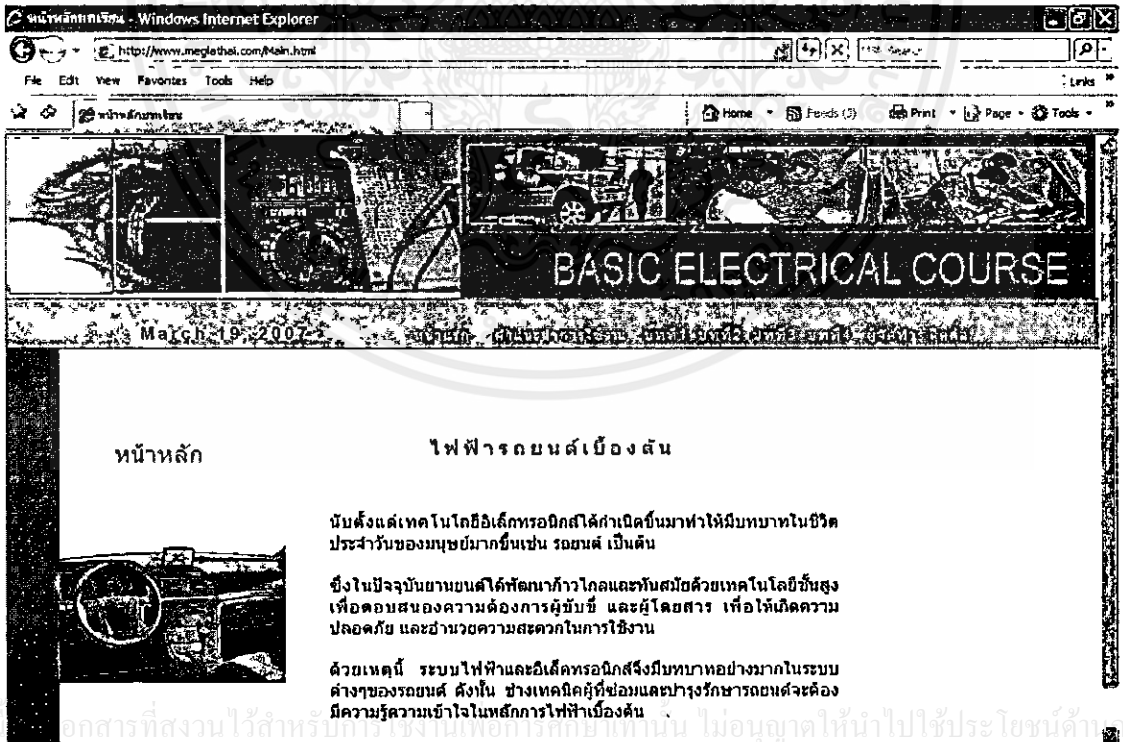 หน้าหลักบทเรียน - Windows Internet Explorer
http://www.meglathai.com/Main.html
File Edit View Favorites Tools Help
Links
หน้าหลักบทเรียน
Home Feeds Print Page Tools
BASIC ELECTRICAL COURSE
March 19, 2007
หน้าหลัก
ไฟฟ้ารถยนต์เบื้องต้น
นับตั้งแต่เทคโนโลยีอิเล็กทรอนิกส์ได้กำเนิดขึ้นมาทำให้มีบทบาทในชีวิต
ประจำวันของมนุษย์มากขึ้นเช่น รถยนต์ เป็นต้น
ซึ่งในปัจจุบันยานยนต์ได้พัฒนาก้าวไกลและทันสมัยด้วยเทคโนโลยีชั้นสูง
เพื่อตอบสนองความต้องการผู้ขับขี่ และผู้โดยสาร เพื่อให้เกิดความ
ปลอดภัย และอำนวยความสะดวกในการใช้งาน
ด้วยเหตุนี้ ระบบไฟฟ้าและอิเล็คทรอนิกส์จึงมีบทบาทอย่างมากในระบบ
ต่างๆของรถยนต์ ดังนั้น ช่างเทคนิคผู้ที่ซ่อมและบำรุงรักษารถยนต์จะต้อง
มีความรู้ความเข้าใจในหลักการไฟฟ้าเบื้องต้น
เอกสารที่สงวนไว้สำหรับการใช้งานเพื่อการศึกษาเท่านั้น ไม่อนุญาตให้นำไปใช้ประโยชน์ด้าน